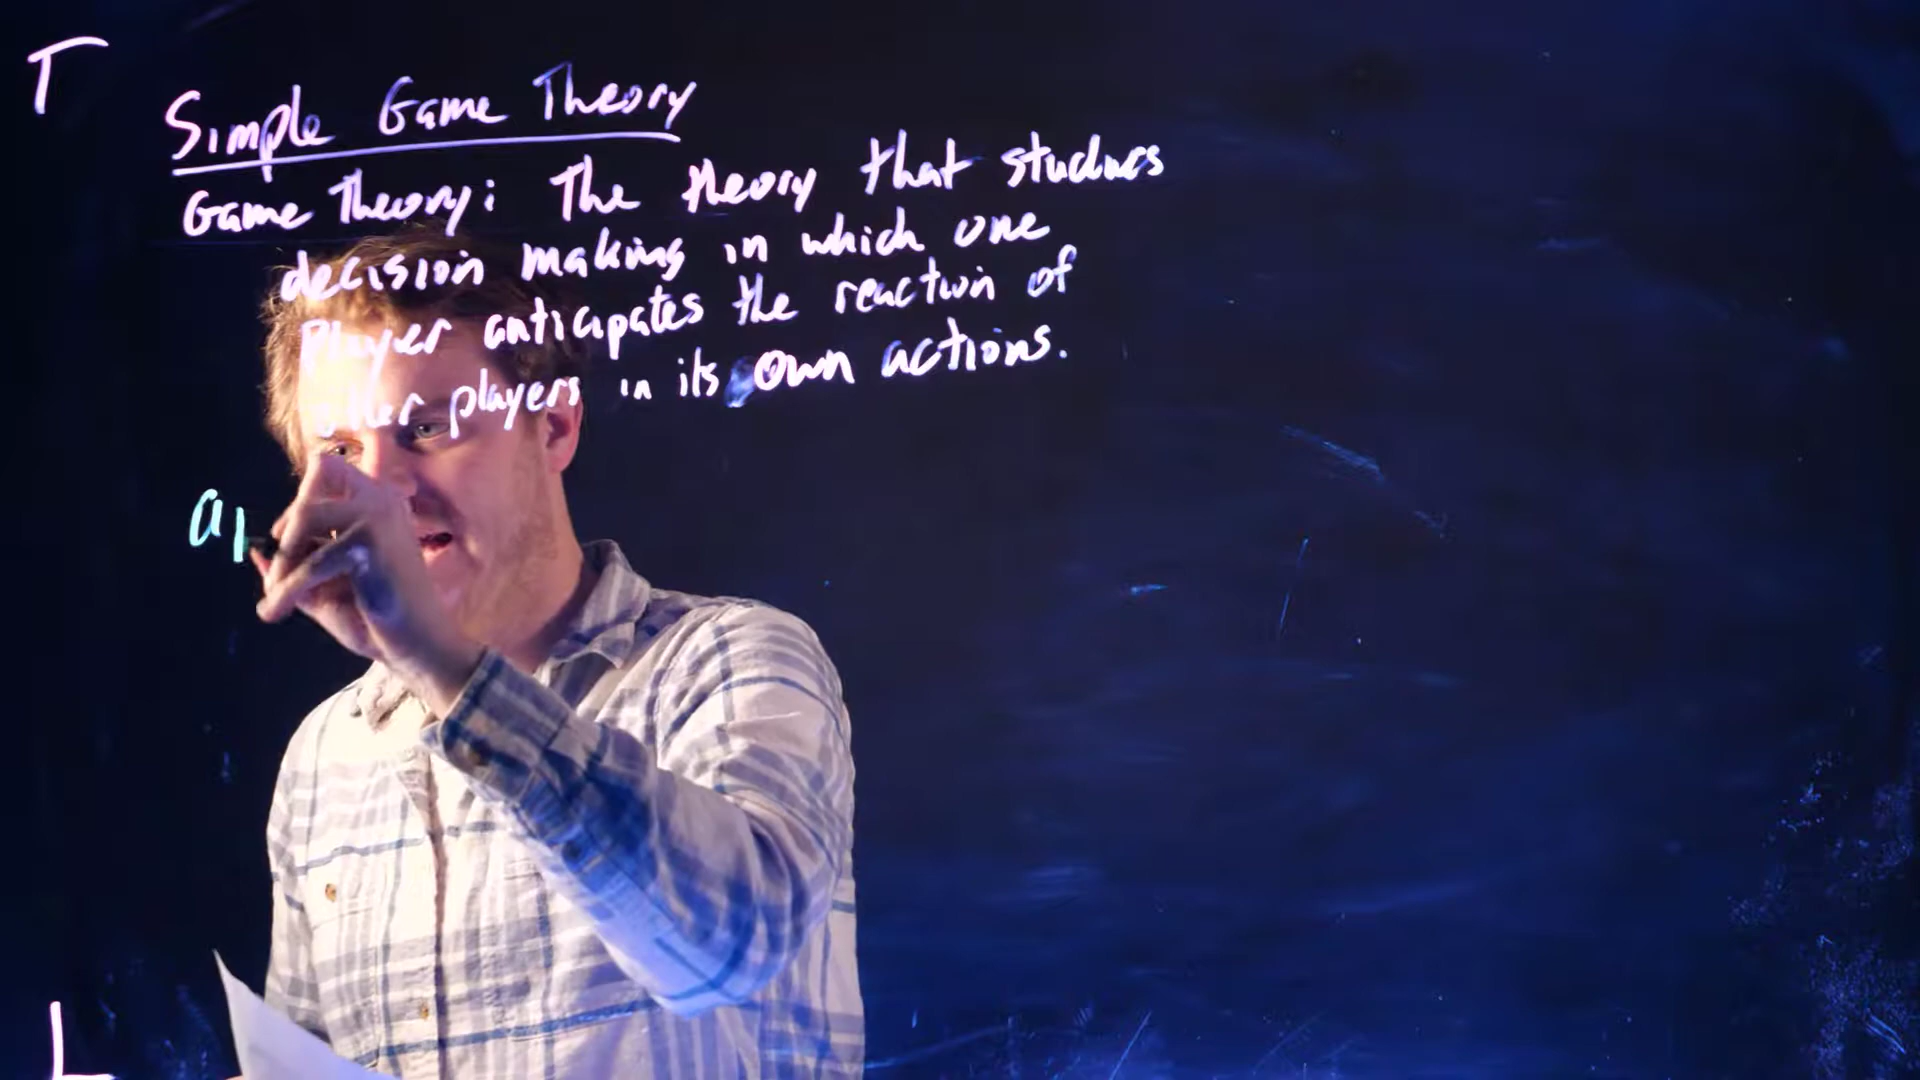 Simple Game Theory
Game Theory: The theory that studies
decision making in which one
Player anticipates the reaction of
other players in its own actions.
a